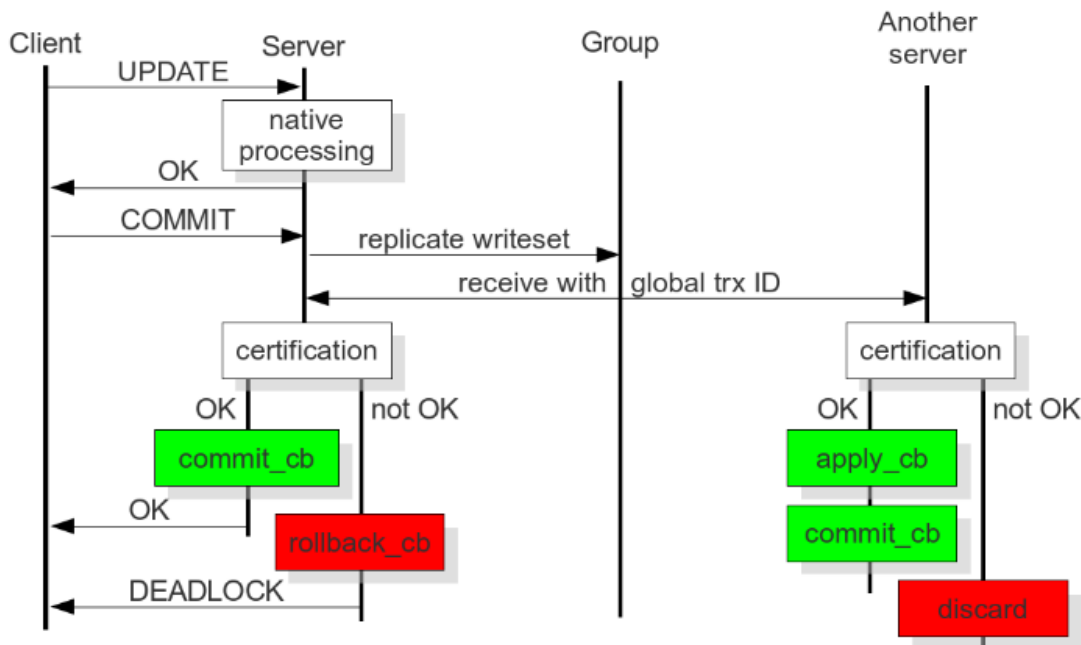 Client
Server
Group
Another
server
UPDATE
native
processing
OK
COMMIT
replicate writeset
receive with global trx ID
certification
certification
OK
not OK
OK
not OK
commit_cb
apply_cb
OK
rollback_cb
commit_cb
DEADLOCK
discard